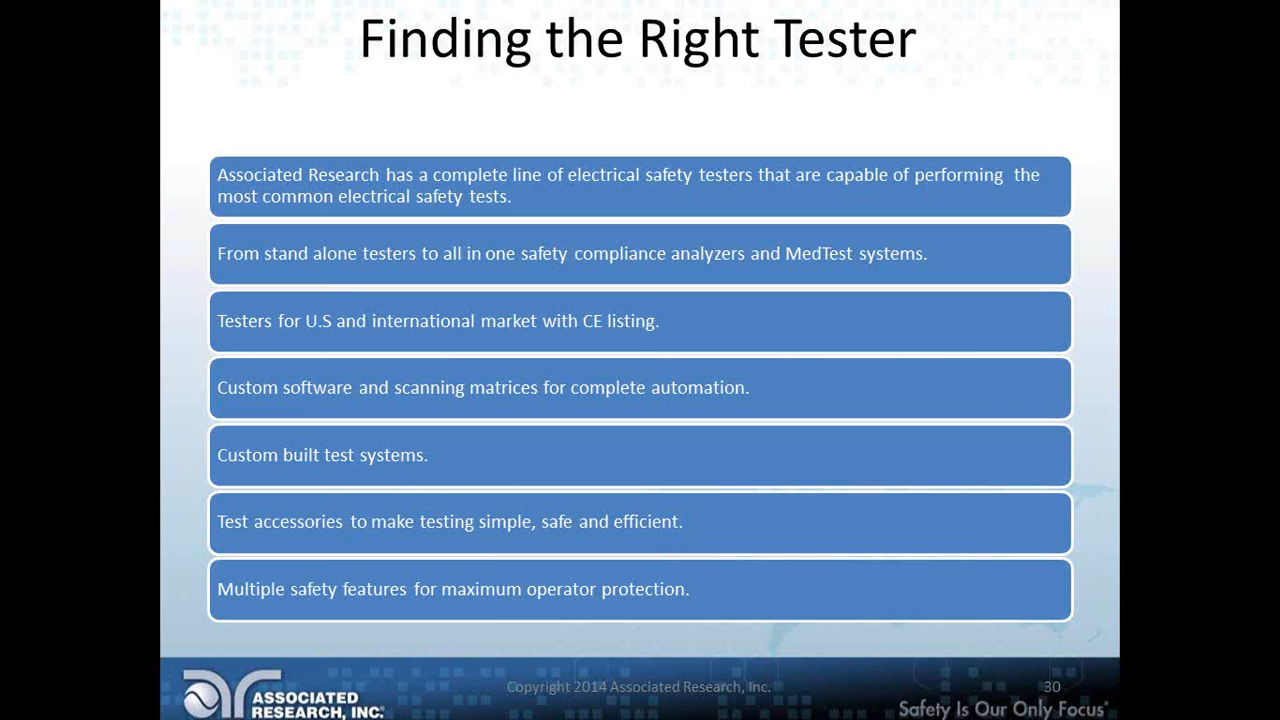 Finding the Right Tester
Associated Research has a complete line of electrical safety testers that are capable of performing the
most common electrical safety tests.
From stand alone testers to all in one safety compliance analyzers and MedTest systems.
Testers for U.S and international market with CE listing.
Custom software and scanning matrices for complete automation.
Custom built test systems.
Test accessories to make testing simple, safe and efficient.
Multiple safety features for maximum operator protection.
ASSOCIATED
RESEARCH, INC.
Copyright 2014 Associated Research, Inc.
30
Safety Is Our Only Focus